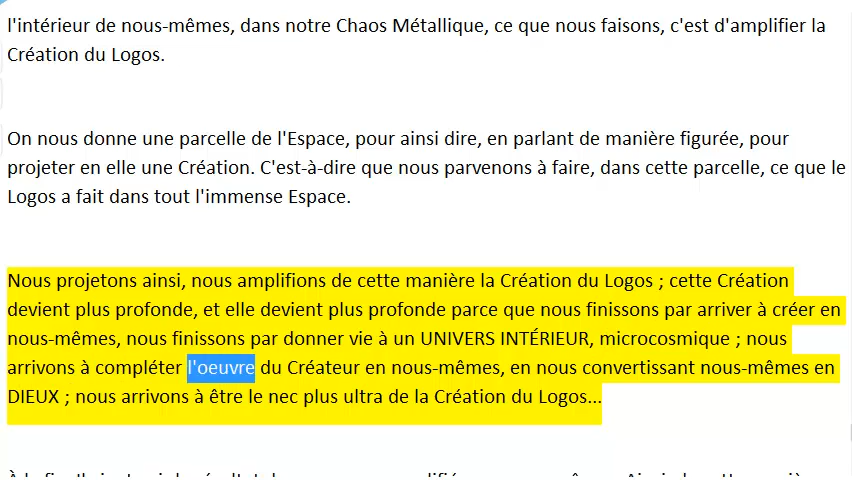 l'intérieur de nous-mêmes, dans notre Chaos Métallique, ce que nous faisons, c'est d'amplifier la
Création du Logos.
On nous donne une parcelle de l'Espace, pour ainsi dire, en parlant de manière figurée, pour
projeter en elle une Création. C'est-à-dire que nous parvenons à faire, dans cette parcelle, ce que le
Logos a fait dans tout l'immense Espace.
Nous projetons ainsi, nous amplifions de cette manière la Création du Logos ; cette Création
devient plus profonde, et elle devient plus profonde parce que nous finissons par arriver à créer en
nous-mêmes, nous finissons par donner vie à un UNIVERS INTÉRIEUR, microcosmique ; nous
arrivons à compléter l'oeuvre du Créateur en nous-mêmes, en nous convertissant nous-mêmes en
DIEUX ; nous arrivons à être le nec plus ultra de la Création du Logos...